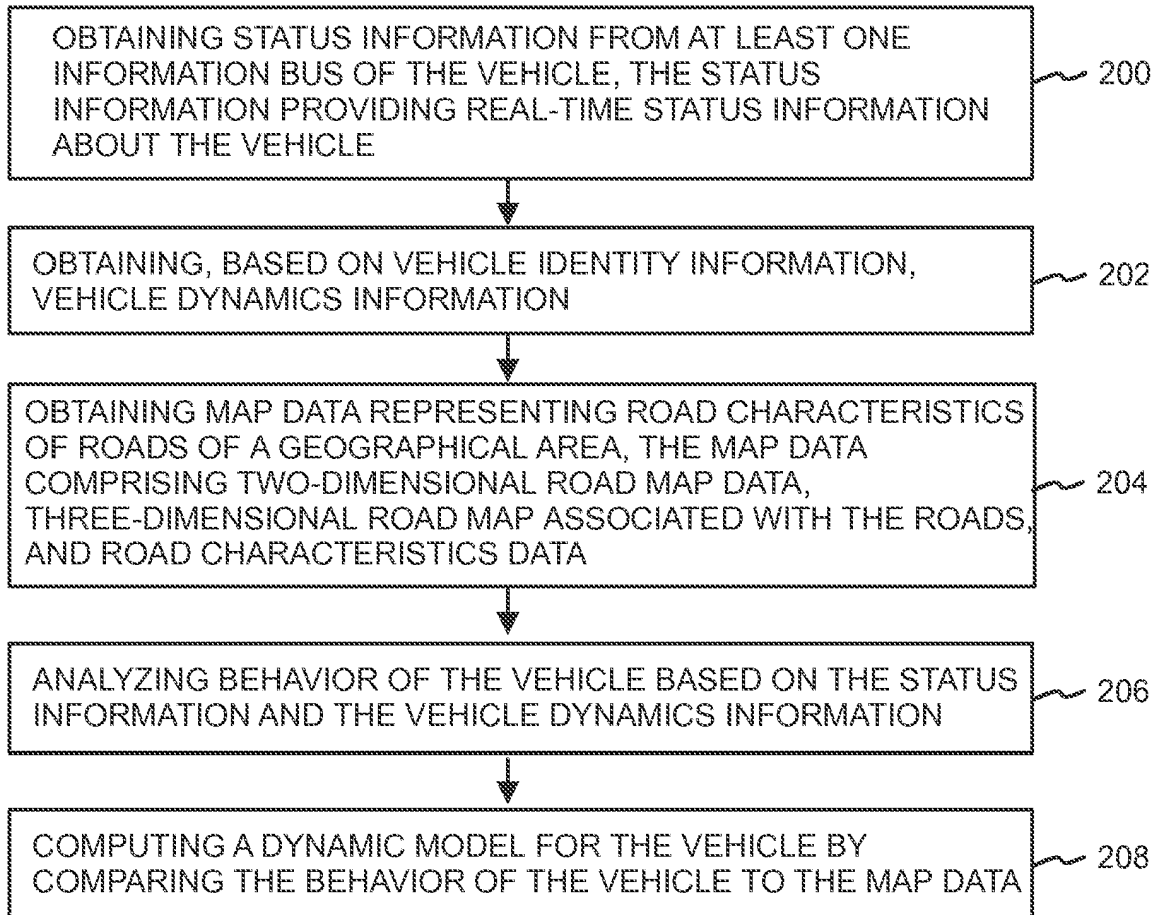 OBTAINING STATUS INFORMATION FROM AT LEAST ONE
INFORMATION BUS OF THE VEHICLE, THE STATUS
INFORMATION PROVIDING REAL-TIME STATUS INFORMATION
ABOUT THE VEHICLE
200
OBTAINING, BASED ON VEHICLE IDENTITY INFORMATION,
VEHICLE DYNAMICS INFORMATION
202
OBTAINING MAP DATA REPRESENTING ROAD CHARACTERISTICS
OF ROADS OF A GEOGRAPHICAL AREA, THE MAP DATA
COMPRISING TWO-DIMENSIONAL ROAD MAP DATA,
THREE-DIMENSIONAL ROAD MAP ASSOCIATED WITH THE ROADS,
AND ROAD CHARACTERISTICS DATA
204
ANALYZING BEHAVIOR OF THE VEHICLE BASED ON THE STATUS
INFORMATION AND THE VEHICLE DYNAMICS INFORMATION
206
COMPUTING A DYNAMIC MODEL FOR THE VEHICLE BY
COMPARING THE BEHAVIOR OF THE VEHICLE TO THE MAP DATA
208